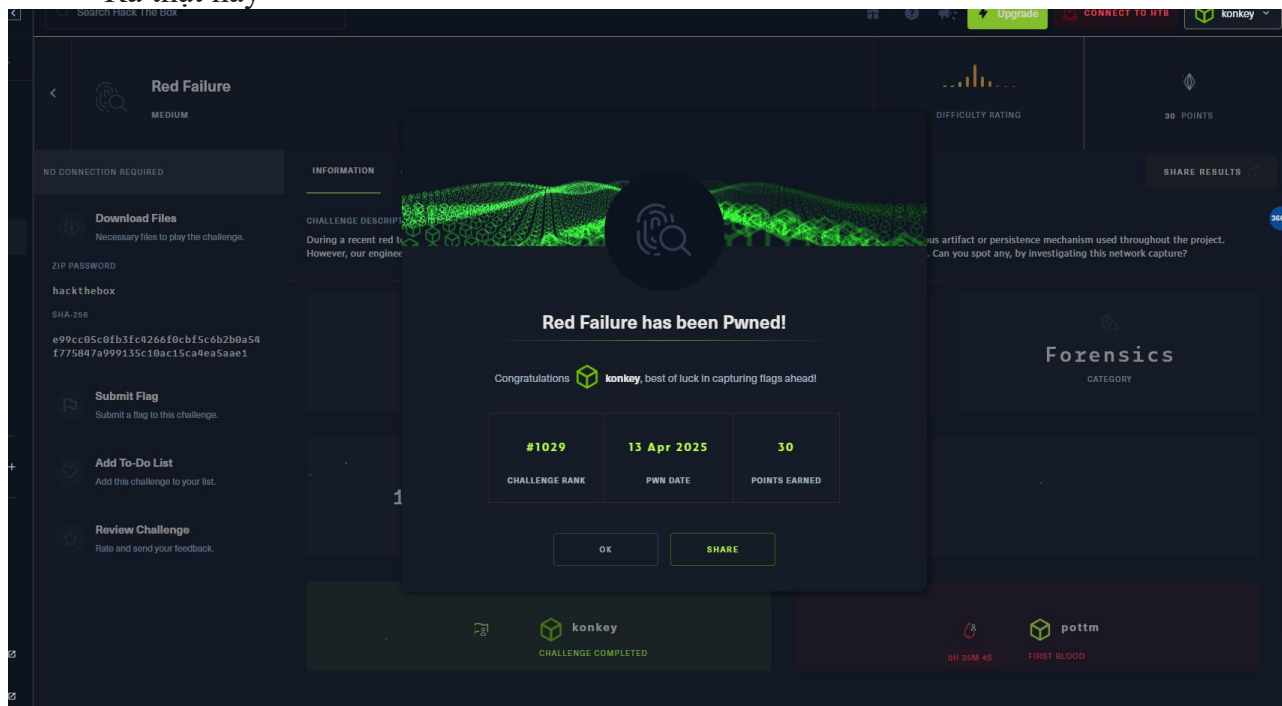 Ra thật này
Search Hack The Box
Upgrade
CONNECT TO HTB
konkey
Red Failure
MEDIUM
DIFFICULTY RATING
30 POINTS
NO CONNECTION REQUIRED
INFORMATION
SHARE RESULTS
Download Files
Necessary files to play the challenge.
CHALLENGE DESCRIPT
During a recent red t
ous artifact or persistence mechanism used throughout the project.
However, our enginee
. Can you spot any, by investigating this network capture?
ZIP PASSWORD
hackthebox
SHA-256
e99cc05c0fb3fc4266f0cbf5c6b2b0a54
f775847a999135c10ac15ca4ea5aae1
Red Failure has been Pwned!
Congratulations konkey, best of luck in capturing flags ahead!
Forensics
CATEGORY
Submit Flag
Submit a flag to this challenge.
#1029
13 Apr 2025
30
CHALLENGE RANK
PWN DATE
POINTS EARNED
Add To-Do List
Add this challenge to your list.
1
Review Challenge
Rate and send your feedback.
OK
SHARE
konkey
CHALLENGE COMPLETED
pottm
0H 35M 4S
FIRST BLOOD